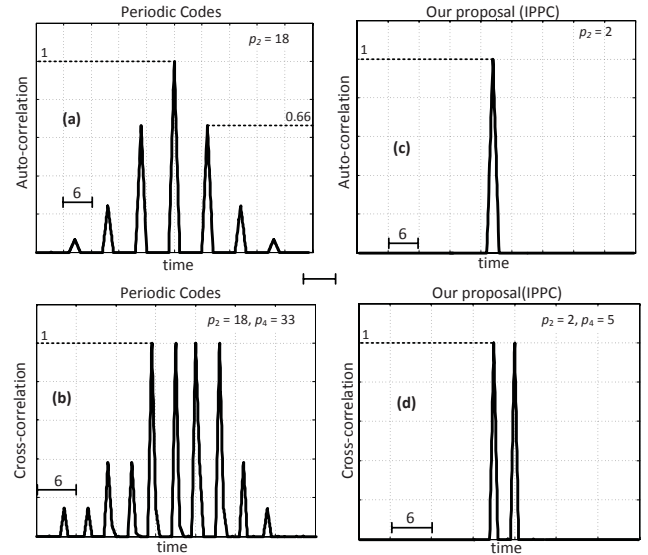 Periodic Codes
p2 = 18
1
(a)
0.66
6
Auto-correlation
time
Our proposal (IPPC)
p2 = 2
1
(c)
6
Auto-correlation
time
Periodic Codes
p2 = 18, p4 = 33
1
(b)
6
Cross-correlation
time
Our proposal(IPPC)
p2 = 2, p4 = 5
1
(d)
6
Cross-correlation
time